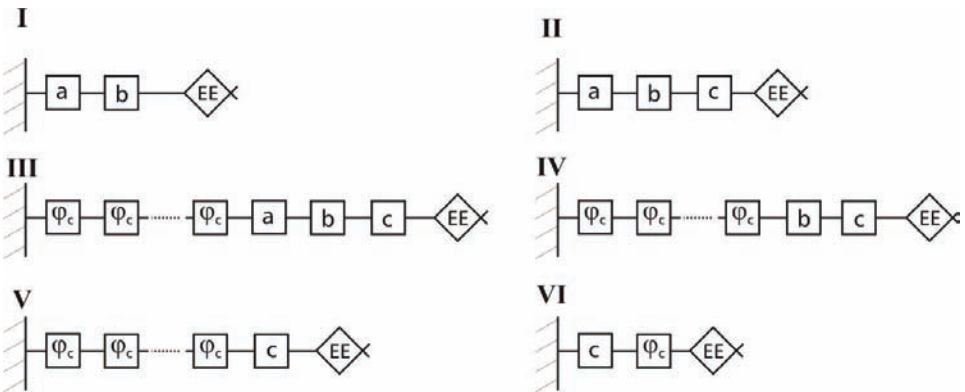 I
a b EE
II
a b c EE
III
φc φc φc a b c EE
IV
φc φc φc b c EE
V
φc φc φc c EE
VI
c φc EE